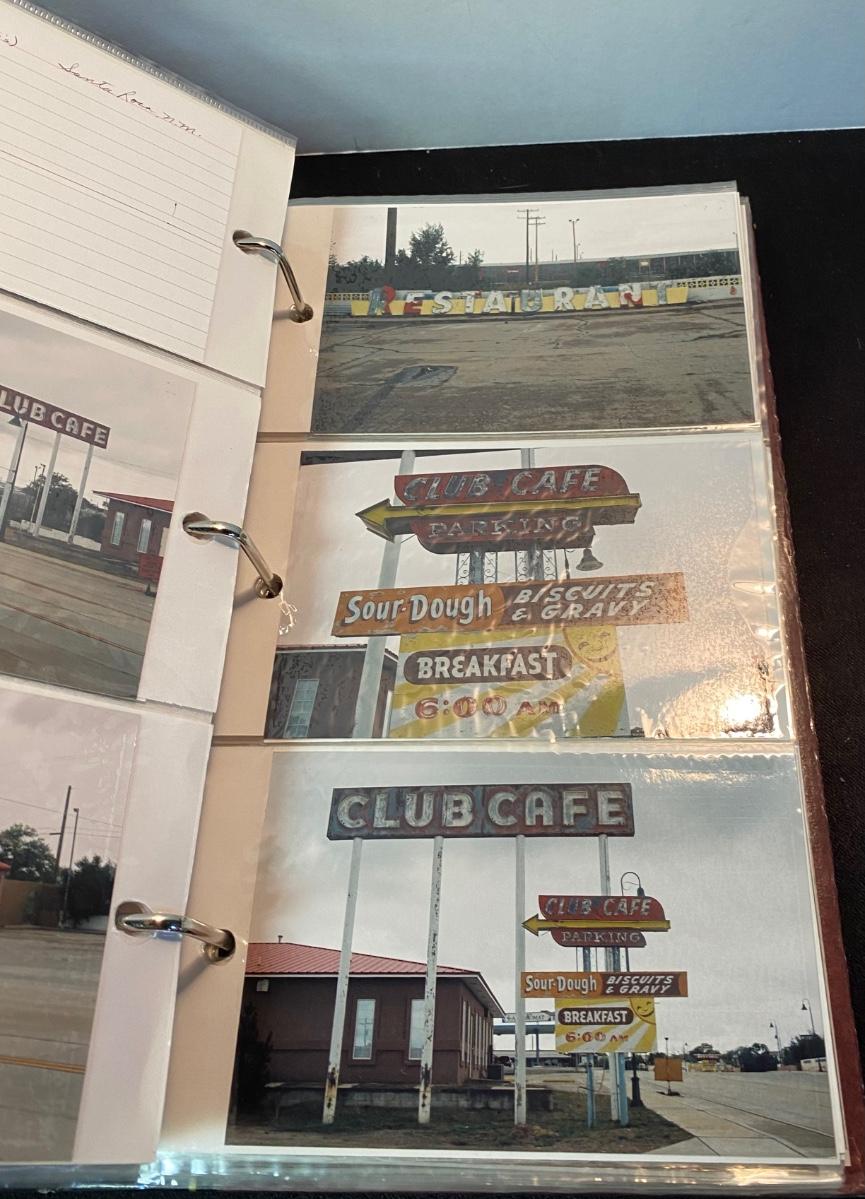 Santa Rosa N.M.
LUB CAFE
RESTAURANT
CLUB CAFE
PARKING
Sour-Dough BISCUITS
& GRAVY
BREAKFAST
6:00 AM
CLUB CAFE
CLUB CAFE
PARKING
Sour-Dough BISCUITS
& GRAVY
BREAKFAST
6:00 AM